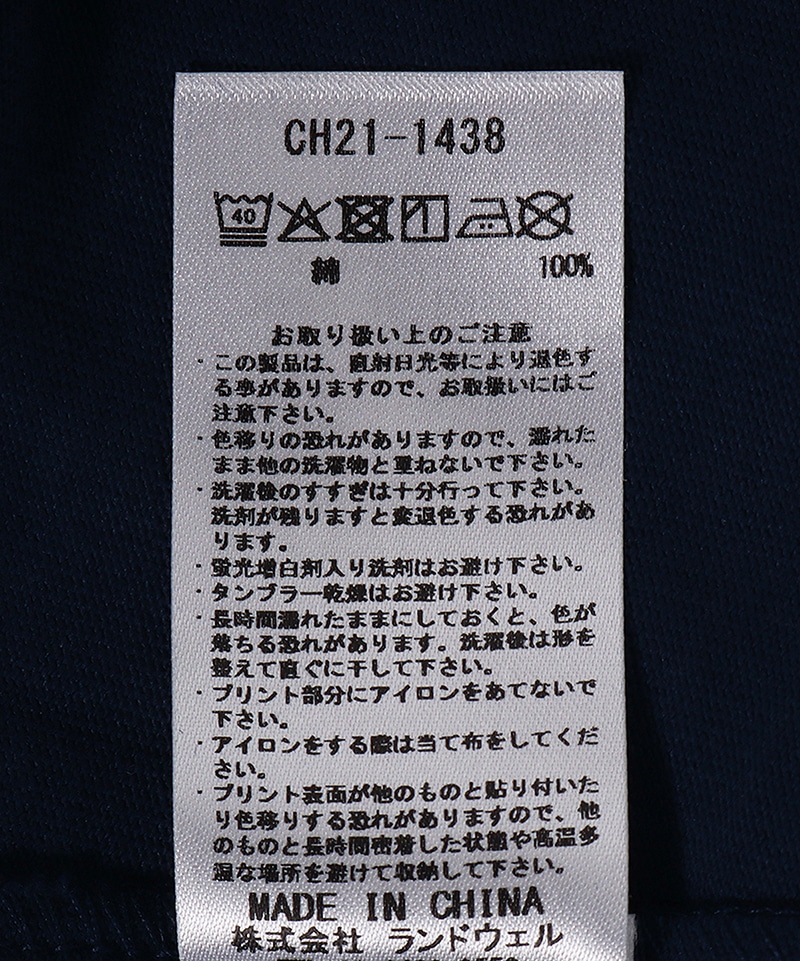 CH21-1438
40
綿 100%
お取り扱い上のご注意
・この製品は、直射日光等により退色す
る事がありますので、お取扱いにはご
注意下さい。
・色移りの恐れがありますので、濡れた
まま他の洗濯物と重ねないで下さい。
・洗濯後のすすぎは十分行って下さい。
洗剤が残りますと変退色する恐れがあ
ります。
・蛍光増白剤入り洗剤はお避け下さい。
・タンブラー乾燥はお避け下さい。
・長時間濡れたままにしておくと、色が
落ちる恐れがあります。洗濯後は形を
整えて直ぐに干して下さい。
・プリント部分にアイロンをあてないで
下さい。
・アイロンをする際は当て布をしてくだ
さい。
・プリント表面が他のものと貼り付いた
り色移りする恐れがありますので、他
のものと長時間密着した状態や高温多
湿な場所を避けて収納して下さい。
MADE IN CHINA
株式会社 ランドウェル